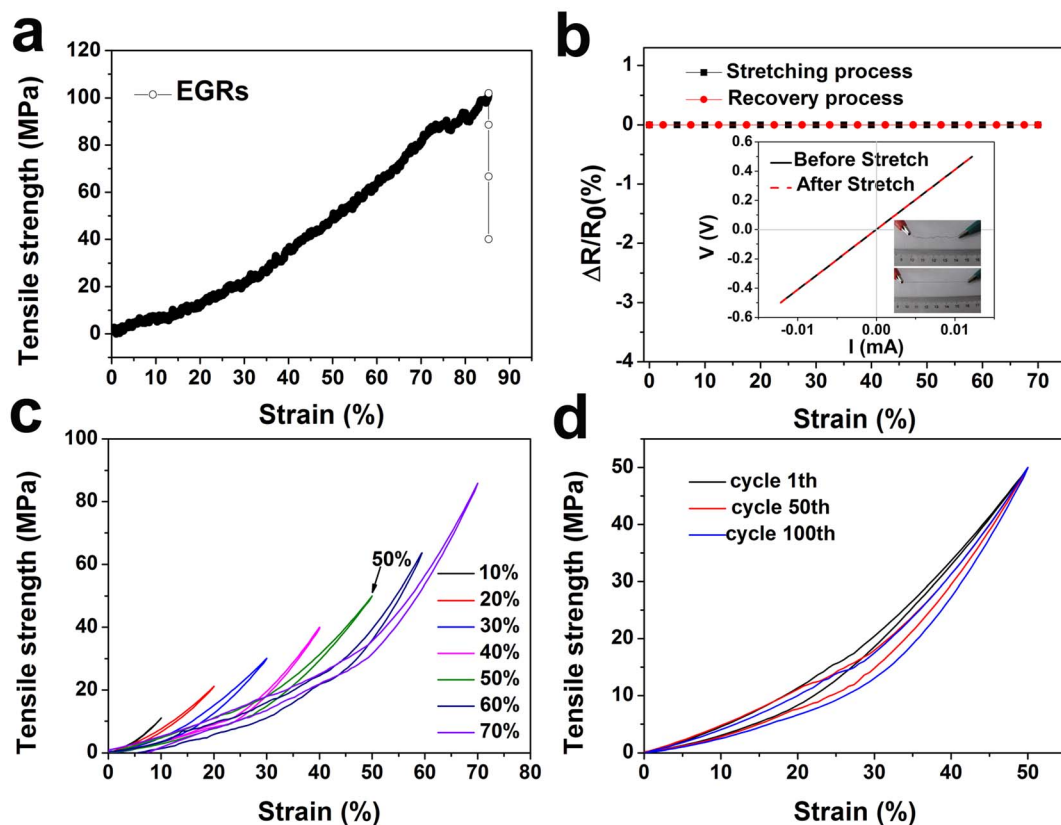 a
120
100
80
60
40
20
0
Tensile strength (MPa)
EGRs
0 10 20 30 40 50 60 70 80 90
Strain (%)
b
1
0
-1
-2
-3
-4
ΔR/R0(%)
Stretching process
Recovery process
0.6
0.4
0.2
0.0
-0.2
-0.4
-0.6
V (V)
Before Stretch
After Stretch
-0.01 0.00 0.01
I (mA)
0 10 20 30 40 50 60 70
Strain (%)
c
100
80
60
40
20
0
Tensile strength (MPa)
50%
10%
20%
30%
40%
50%
60%
70%
0 10 20 30 40 50 60 70 80
Strain (%)
d
50
40
30
20
10
0
Tensile strength (MPa)
cycle 1th
cycle 50th
cycle 100th
0 10 20 30 40 50
Strain (%)